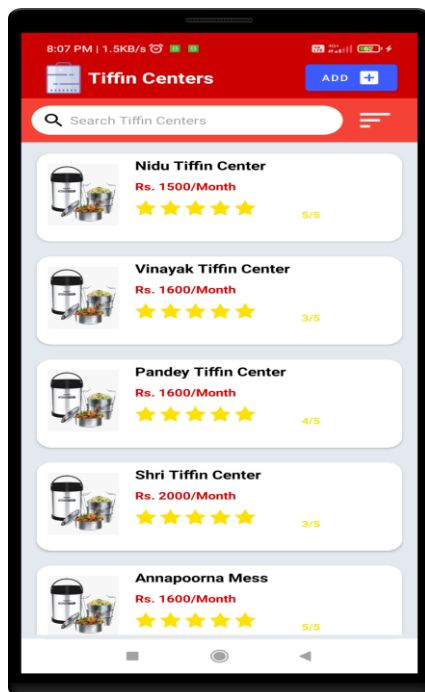 8:07 PM | 1.5KB/s
Tiffin Centers
ADD
Search Tiffin Centers
Nidu Tiffin Center
Rs. 1500/Month
5/5
Vinayak Tiffin Center
Rs. 1600/Month
3/5
Pandey Tiffin Center
Rs. 1600/Month
4/5
Shri Tiffin Center
Rs. 2000/Month
3/5
Annapoorna Mess
Rs. 1600/Month
5/5